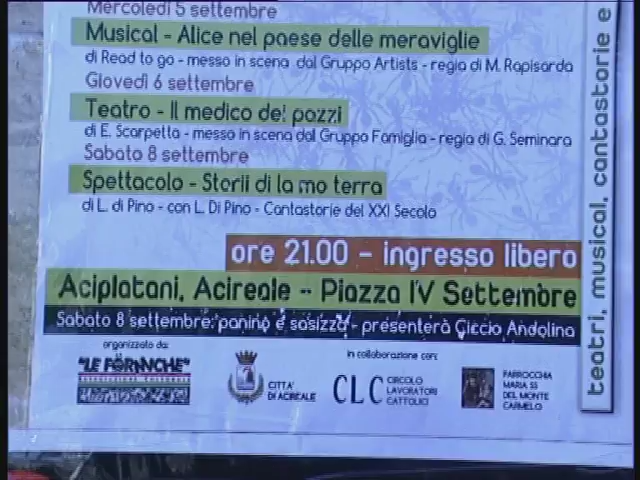 Mercoledì 5 settembre
Musical - Alice nel paese delle meraviglie
di Read to go - messo in scena dal Gruppo Artists - regia di M. Rapisarda
Giovedì 6 settembre
Teatro - Il medico dei pazzi
di E. Scarpetta - messo in scena dal Gruppo Famiglia - regia di G. Seminara
Sabato 8 settembre
Spettacolo - Storii di la mo terra
di L. di Pino - con L. Di Pino - Cantastorie del XXI Secolo
ore 21.00 - ingresso libero
Aciplatani, Acireale - Piazza IV Settembre
Sabato 8 settembre: panino e sasizza - presenterà Ciccio Andolina
organizzato da:
"LE FORNACHE"
in collaborazione con:
CITTA' DI ACIREALE
CLC CIRCOLO LAVORATORI CATTOLICI
PARROCCHIA MARIA SS DEL MONTE CARMELO
teatri, musical, cantastorie e